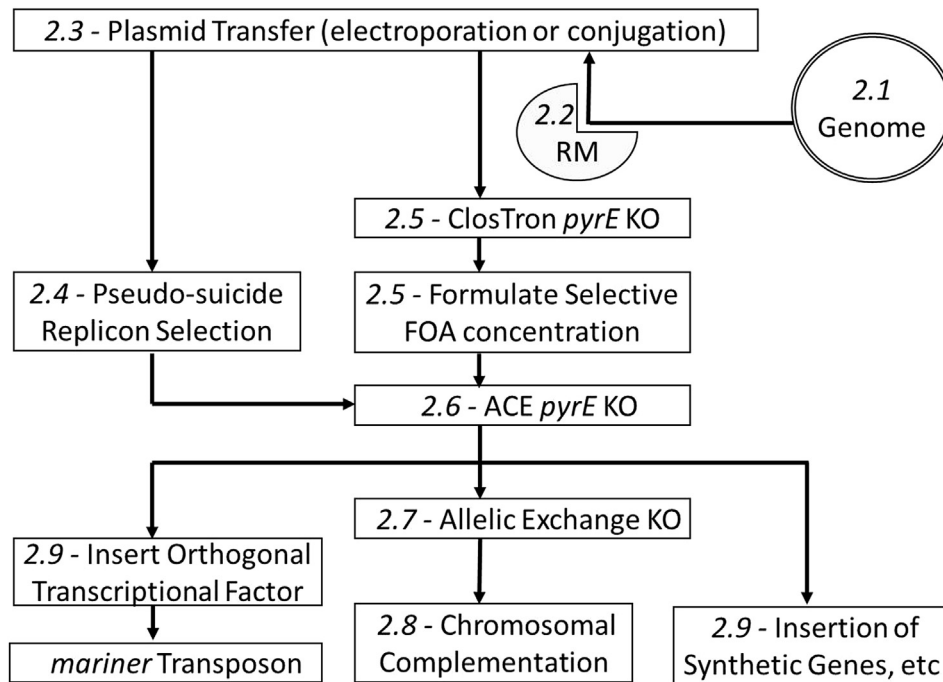 2.3 - Plasmid Transfer (electroporation or conjugation)
2.1
Genome
2.2
RM
2.5 - ClosTron pyrE KO
2.4 - Pseudo-suicide
Replicon Selection
2.5 - Formulate Selective
FOA concentration
2.6 - ACE pyrE KO
2.7 - Allelic Exchange KO
2.9 - Insert Orthogonal
Transcriptional Factor
2.8 - Chromosomal
Complementation
2.9 - Insertion of
Synthetic Genes, etc
mariner Transposon